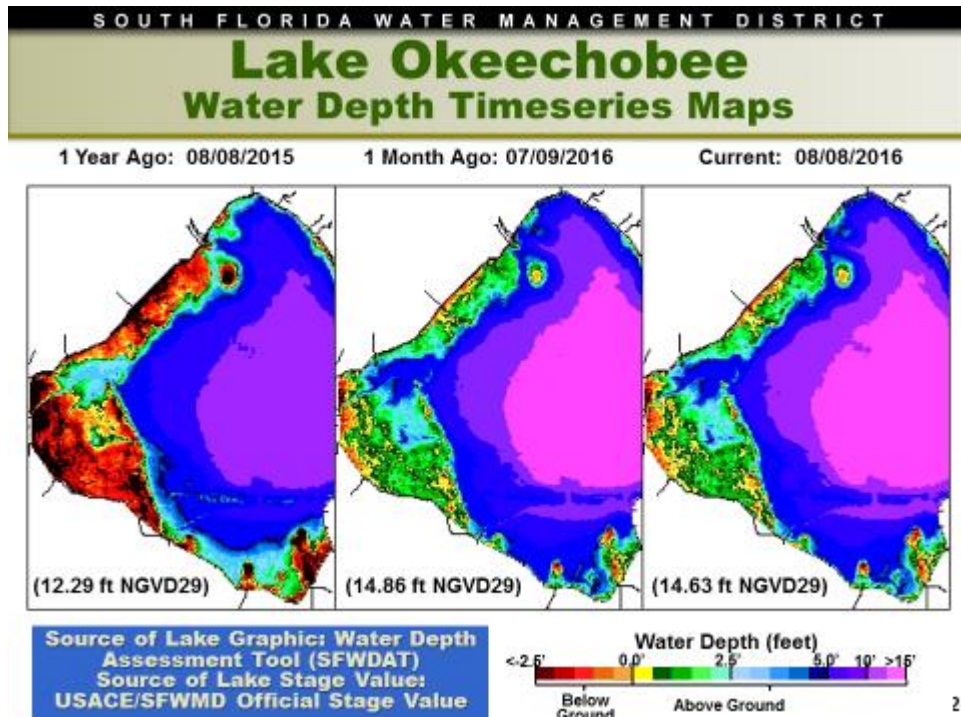 SOUTH FLORIDA WATER MANAGEMENT DISTRICT
Lake Okeechobee
Water Depth Timeseries Maps
1 Year Ago: 08/08/2015
1 Month Ago: 07/09/2016
Current: 08/08/2016
(12.29 ft NGVD29)
(14.86 ft NGVD29)
(14.63 ft NGVD29)
Source of Lake Graphic: Water Depth
Assessment Tool (SFWDAT)
Source of Lake Stage Value:
USACE/SFWMD Official Stage Value
Water Depth (feet)
<-2.5' 0.0' 2.5' 5.0' 10' >15'
Below
Ground
Above Ground
2